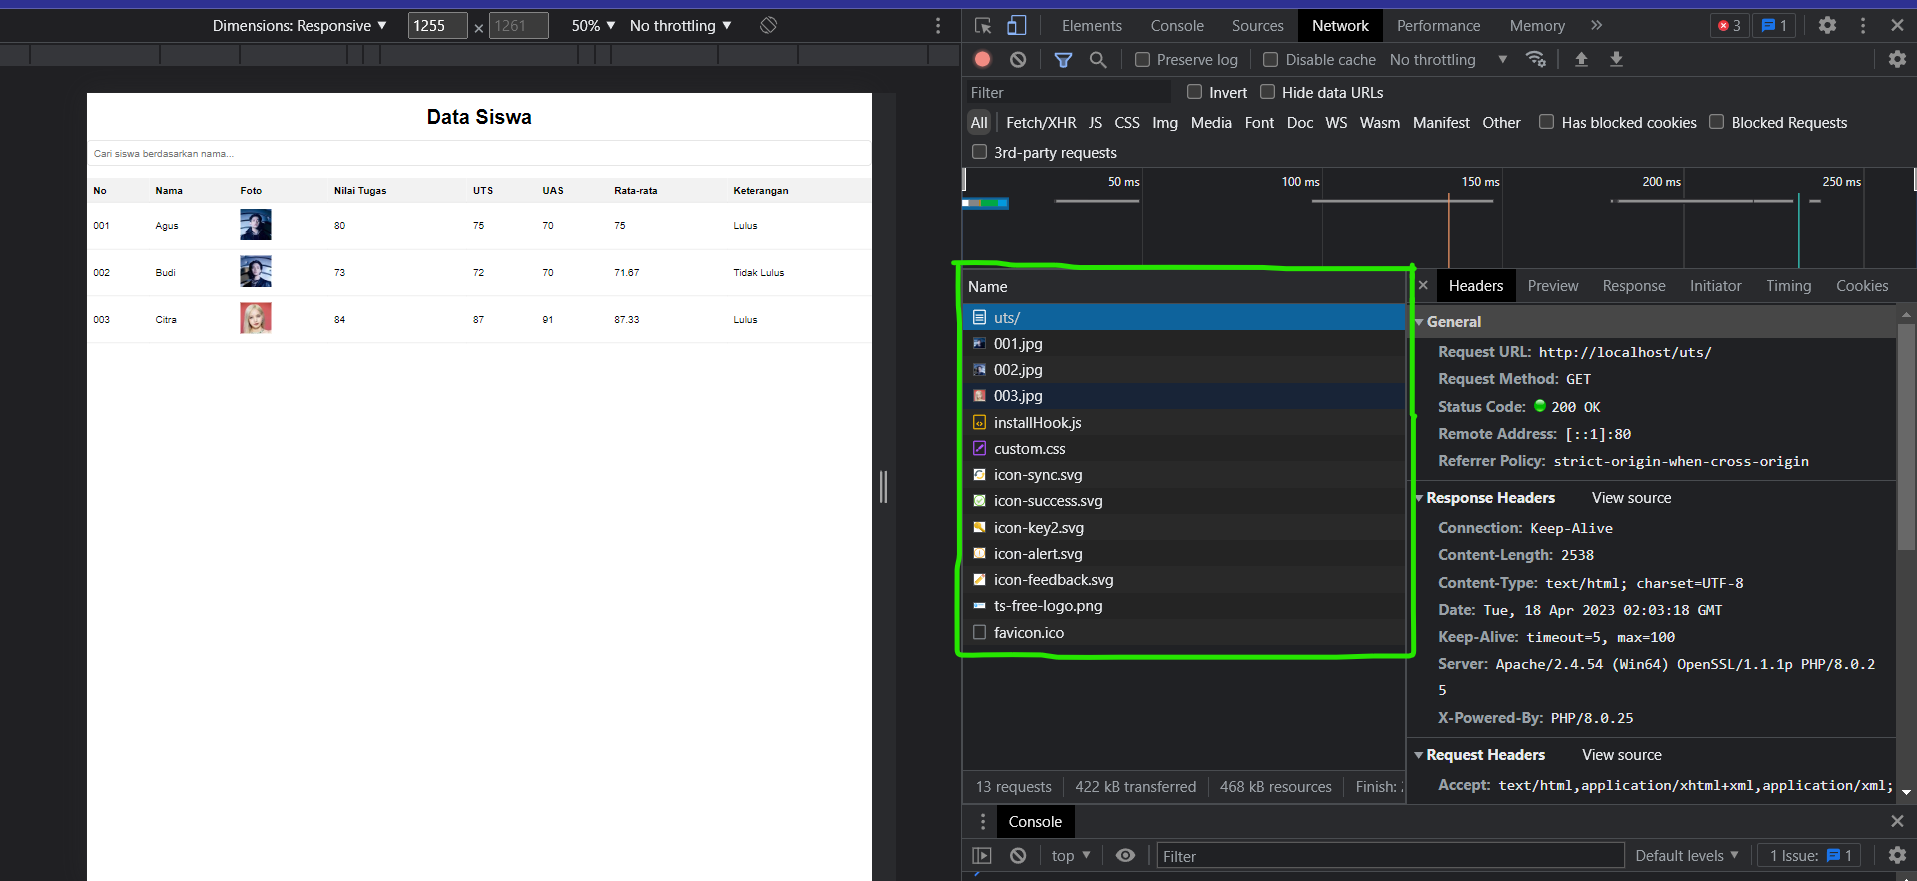 Dimensions: Responsive ▼ 1255 × 1261 50% ▼ No throttling ▼
Data Siswa
Cari siswa berdasarkan nama...
No Nama Foto Nilai Tugas UTS UAS Rata-rata Keterangan
001 Agus 80 75 70 75 Lulus
002 Budi 73 72 70 71.67 Tidak Lulus
003 Citra 84 87 91 87.33 Lulus
Elements Console Sources Network Performance Memory » 3 1
Preserve log Disable cache No throttling ▼
Filter Invert Hide data URLs
All Fetch/XHR JS CSS Img Media Font Doc WS Wasm Manifest Other Has blocked cookies Blocked Requests
3rd-party requests
50 ms 100 ms 150 ms 200 ms 250 ms
Name
uts/
001.jpg
002.jpg
003.jpg
installHook.js
custom.css
icon-sync.svg
icon-success.svg
icon-key2.svg
icon-alert.svg
icon-feedback.svg
ts-free-logo.png
favicon.ico
13 requests 422 kB transferred 468 kB resources Finish:
Headers Preview Response Initiator Timing Cookies
General
Request URL: http://localhost/uts/
Request Method: GET
Status Code: 200 OK
Remote Address: [::1]:80
Referrer Policy: strict-origin-when-cross-origin
Response Headers View source
Connection: Keep-Alive
Content-Length: 2538
Content-Type: text/html; charset=UTF-8
Date: Tue, 18 Apr 2023 02:03:18 GMT
Keep-Alive: timeout=5, max=100
Server: Apache/2.4.54 (Win64) OpenSSL/1.1.1p PHP/8.0.2
5
X-Powered-By: PHP/8.0.25
Request Headers View source
Accept: text/html,application/xhtml+xml,application/xml;
Console
top ▼ Filter Default levels ▼ 1 Issue: 1